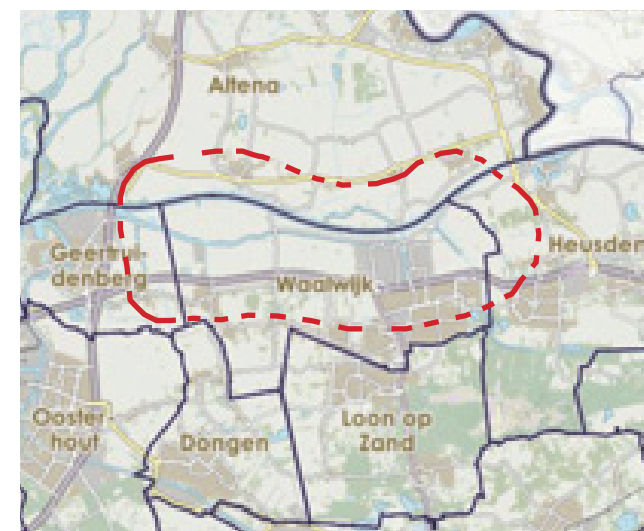 Altena
Geertrui-
denberg
Heusden
Waalwijk
Ooster-
hout
Dongen
Loon op
Zand